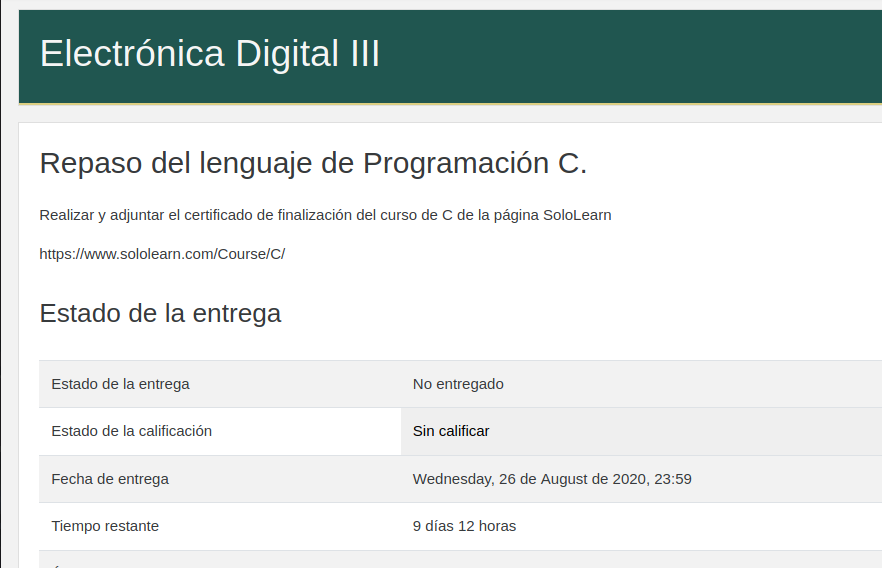 Electrónica Digital III
Repaso del lenguaje de Programación C.
Realizar y adjuntar el certificado de finalización del curso de C de la página SoloLearn
https://www.sololearn.com/Course/C/
Estado de la entrega
Estado de la entrega No entregado
Estado de la calificación Sin calificar
Fecha de entrega Wednesday, 26 de August de 2020, 23:59
Tiempo restante 9 días 12 horas